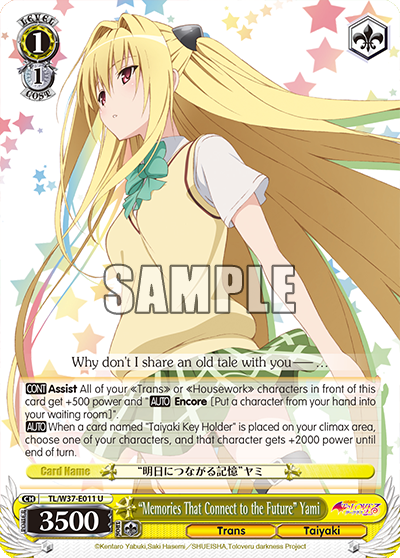 LEVEL
1
1
COST
SAMPLE
Why don't I share an old tale with you—…
CONT Assist All of your «Trans» or «Housework» characters in front of this
card get +500 power and "AUTO Encore [Put a character from your hand into
your waiting room]".
AUTO When a card named "Taiyaki Key Holder" is placed on your climax area,
choose one of your characters, and that character gets +2000 power until
end of turn.
Card Name
"明日につながる記憶"ヤミ
CH TL/W37-E011 U
"Memories That Connect to the Future" Yami
3500
Trans
Taiyaki
©Kentaro Yabuki,Saki Hasemi／SHUEISHA,Toloveru darkness Project